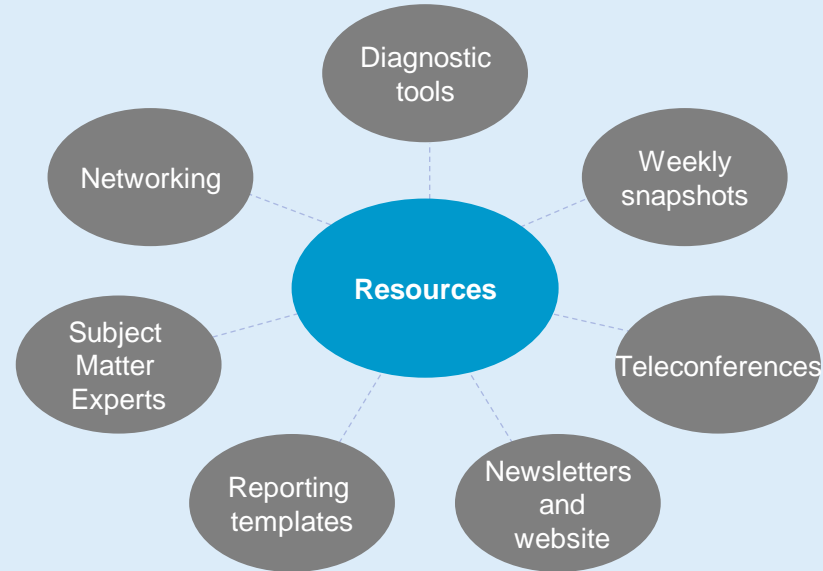 Diagnostic
tools
Networking
Weekly
snapshots
Resources
Subject
Matter
Experts
Teleconferences
Reporting
templates
Newsletters
and
website